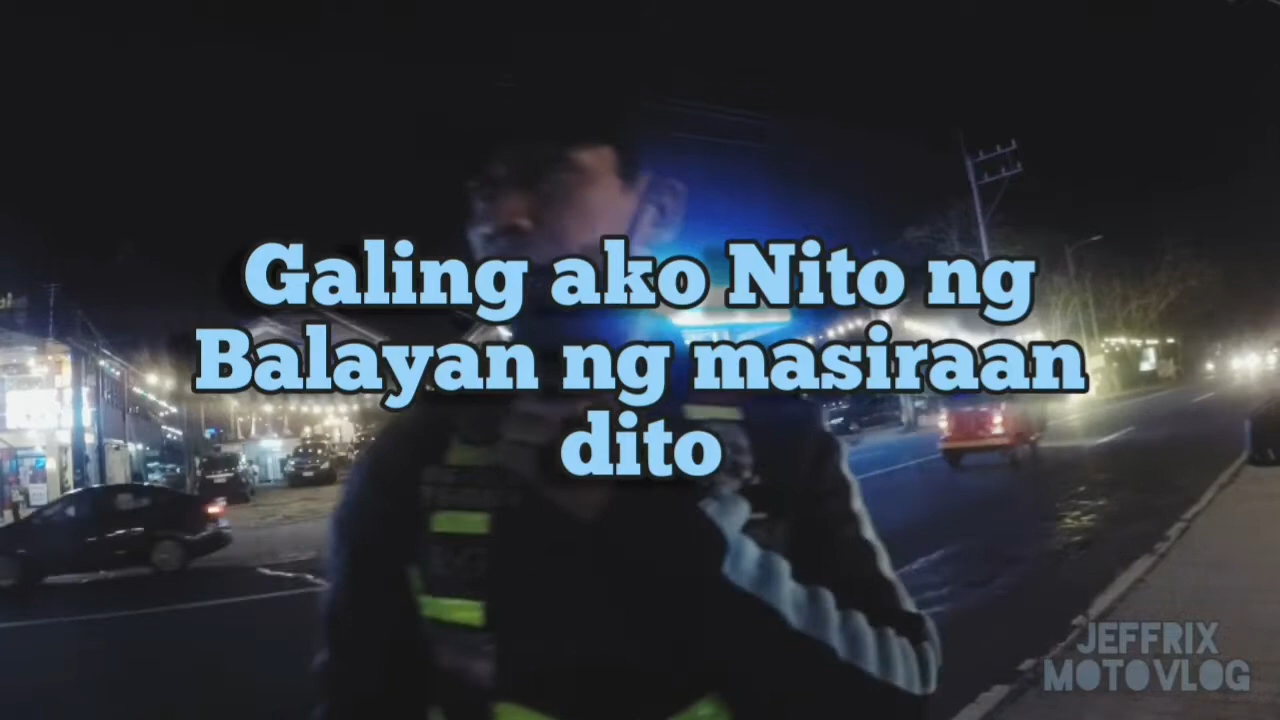 Galing ako Nito ng
Balayan ng masiraan
dito
JEFFRIX
MOTOVLOG